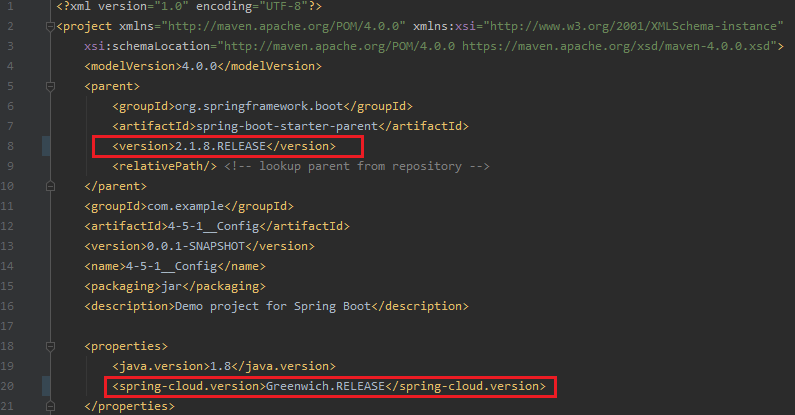 1 <?xml version="1.0" encoding="UTF-8"?>
2 <project xmlns="http://maven.apache.org/POM/4.0.0" xmlns:xsi="http://www.w3.org/2001/XMLSchema-instance"
3 xsi:schemaLocation="http://maven.apache.org/POM/4.0.0 https://maven.apache.org/xsd/maven-4.0.0.xsd">
4 <modelVersion>4.0.0</modelVersion>
5 <parent>
6 <groupId>org.springframework.boot</groupId>
7 <artifactId>spring-boot-starter-parent</artifactId>
8 <version>2.1.8.RELEASE</version>
9 <relativePath/> <!-- lookup parent from repository -->
10 </parent>
11 <groupId>com.example</groupId>
12 <artifactId>4-5-1__Config</artifactId>
13 <version>0.0.1-SNAPSHOT</version>
14 <name>4-5-1__Config</name>
15 <packaging>jar</packaging>
16 <description>Demo project for Spring Boot</description>
17
18 <properties>
19 <java.version>1.8</java.version>
20 <spring-cloud.version>Greenwich.RELEASE</spring-cloud.version>
21 </properties>